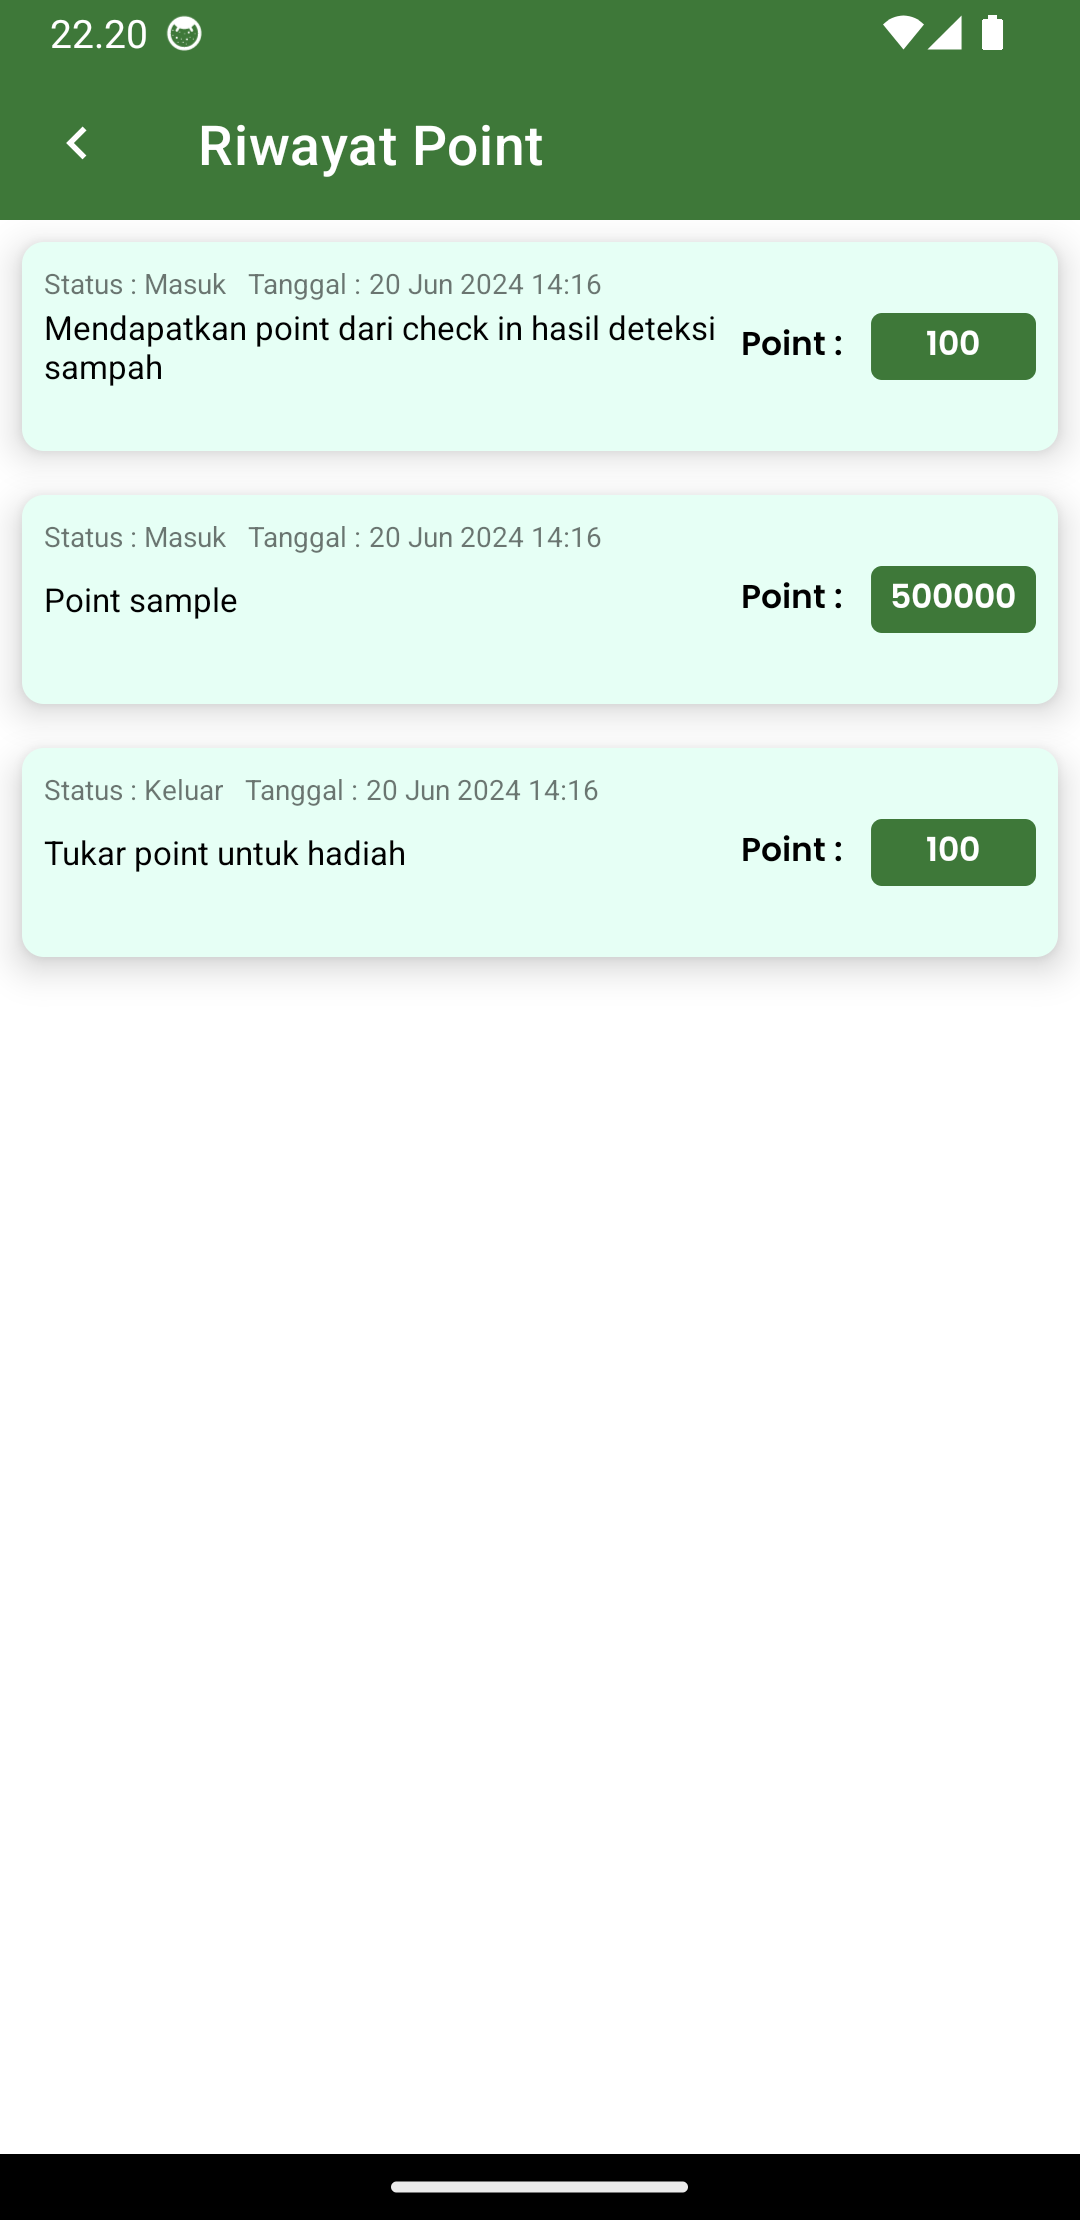 22.20
Riwayat Point
Status : Masuk Tanggal : 20 Jun 2024 14:16
Mendapatkan point dari check in hasil deteksi
sampah
Point : 100
Status : Masuk Tanggal : 20 Jun 2024 14:16
Point sample
Point : 500000
Status : Keluar Tanggal : 20 Jun 2024 14:16
Tukar point untuk hadiah
Point : 100